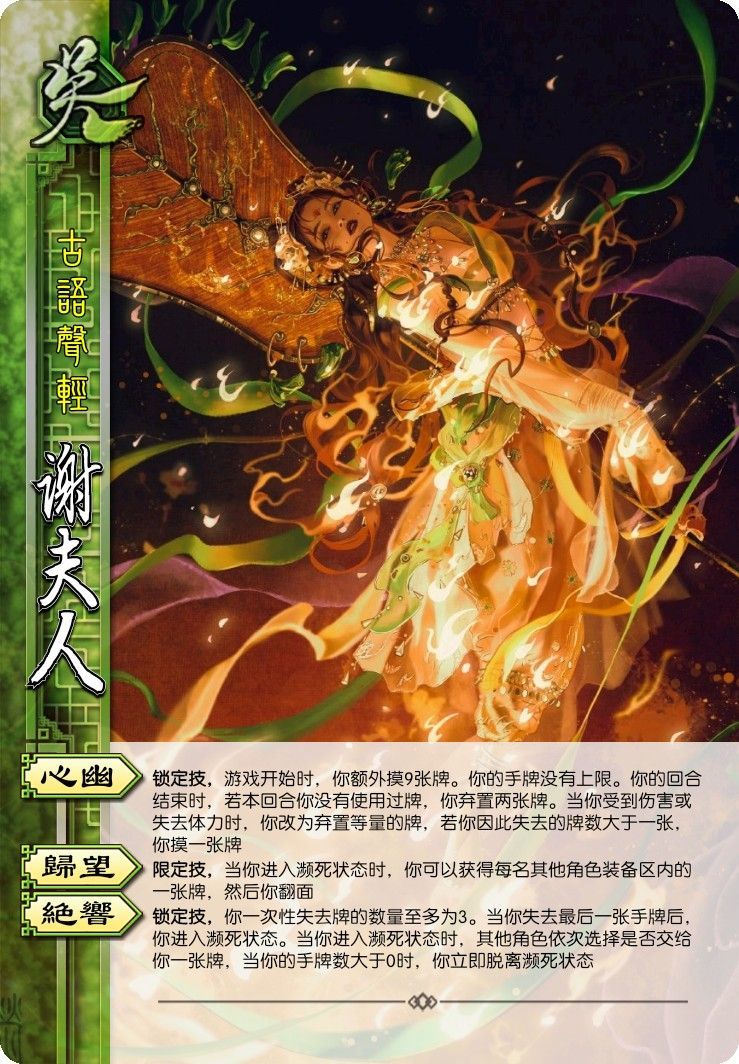 吴
古語聲輕
谢夫人
心幽
锁定技，游戏开始时，你额外摸9张牌。你的手牌没有上限。你的回合
结束时，若本回合你没有使用过牌，你弃置两张牌。当你受到伤害或
失去体力时，你改为弃置等量的牌，若你因此失去的牌数大于一张，
你摸一张牌
歸望
限定技，当你进入濒死状态时，你可以获得每名其他角色装备区内的
一张牌，然后你翻面
絕響
锁定技，你一次性失去牌的数量至多为3。当你失去最后一张手牌后，
你进入濒死状态。当你进入濒死状态时，其他角色依次选择是否交给
你一张牌，当你的手牌数大于0时，你立即脱离濒死状态